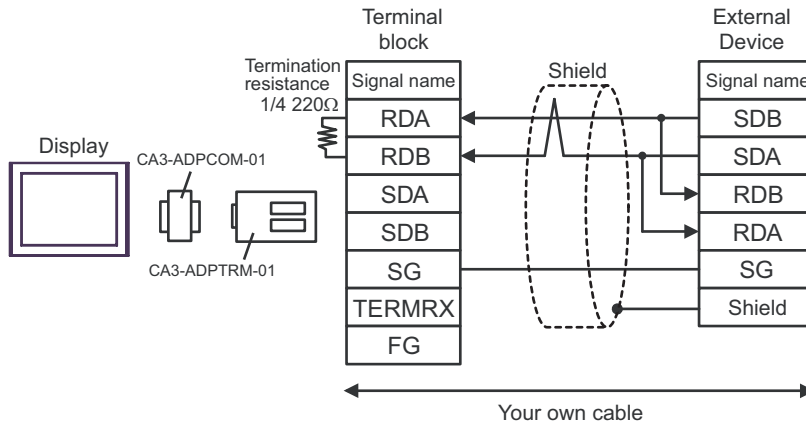 Terminal
block
External
Device
Termination
resistance
1/4 220Ω
Signal name
Shield
Signal name
RDA
SDB
Display
CA3-ADPCOM-01
RDB
SDA
SDA
RDB
SDB
RDA
CA3-ADPTRM-01
SG
SG
TERMRX
Shield
FG
Your own cable